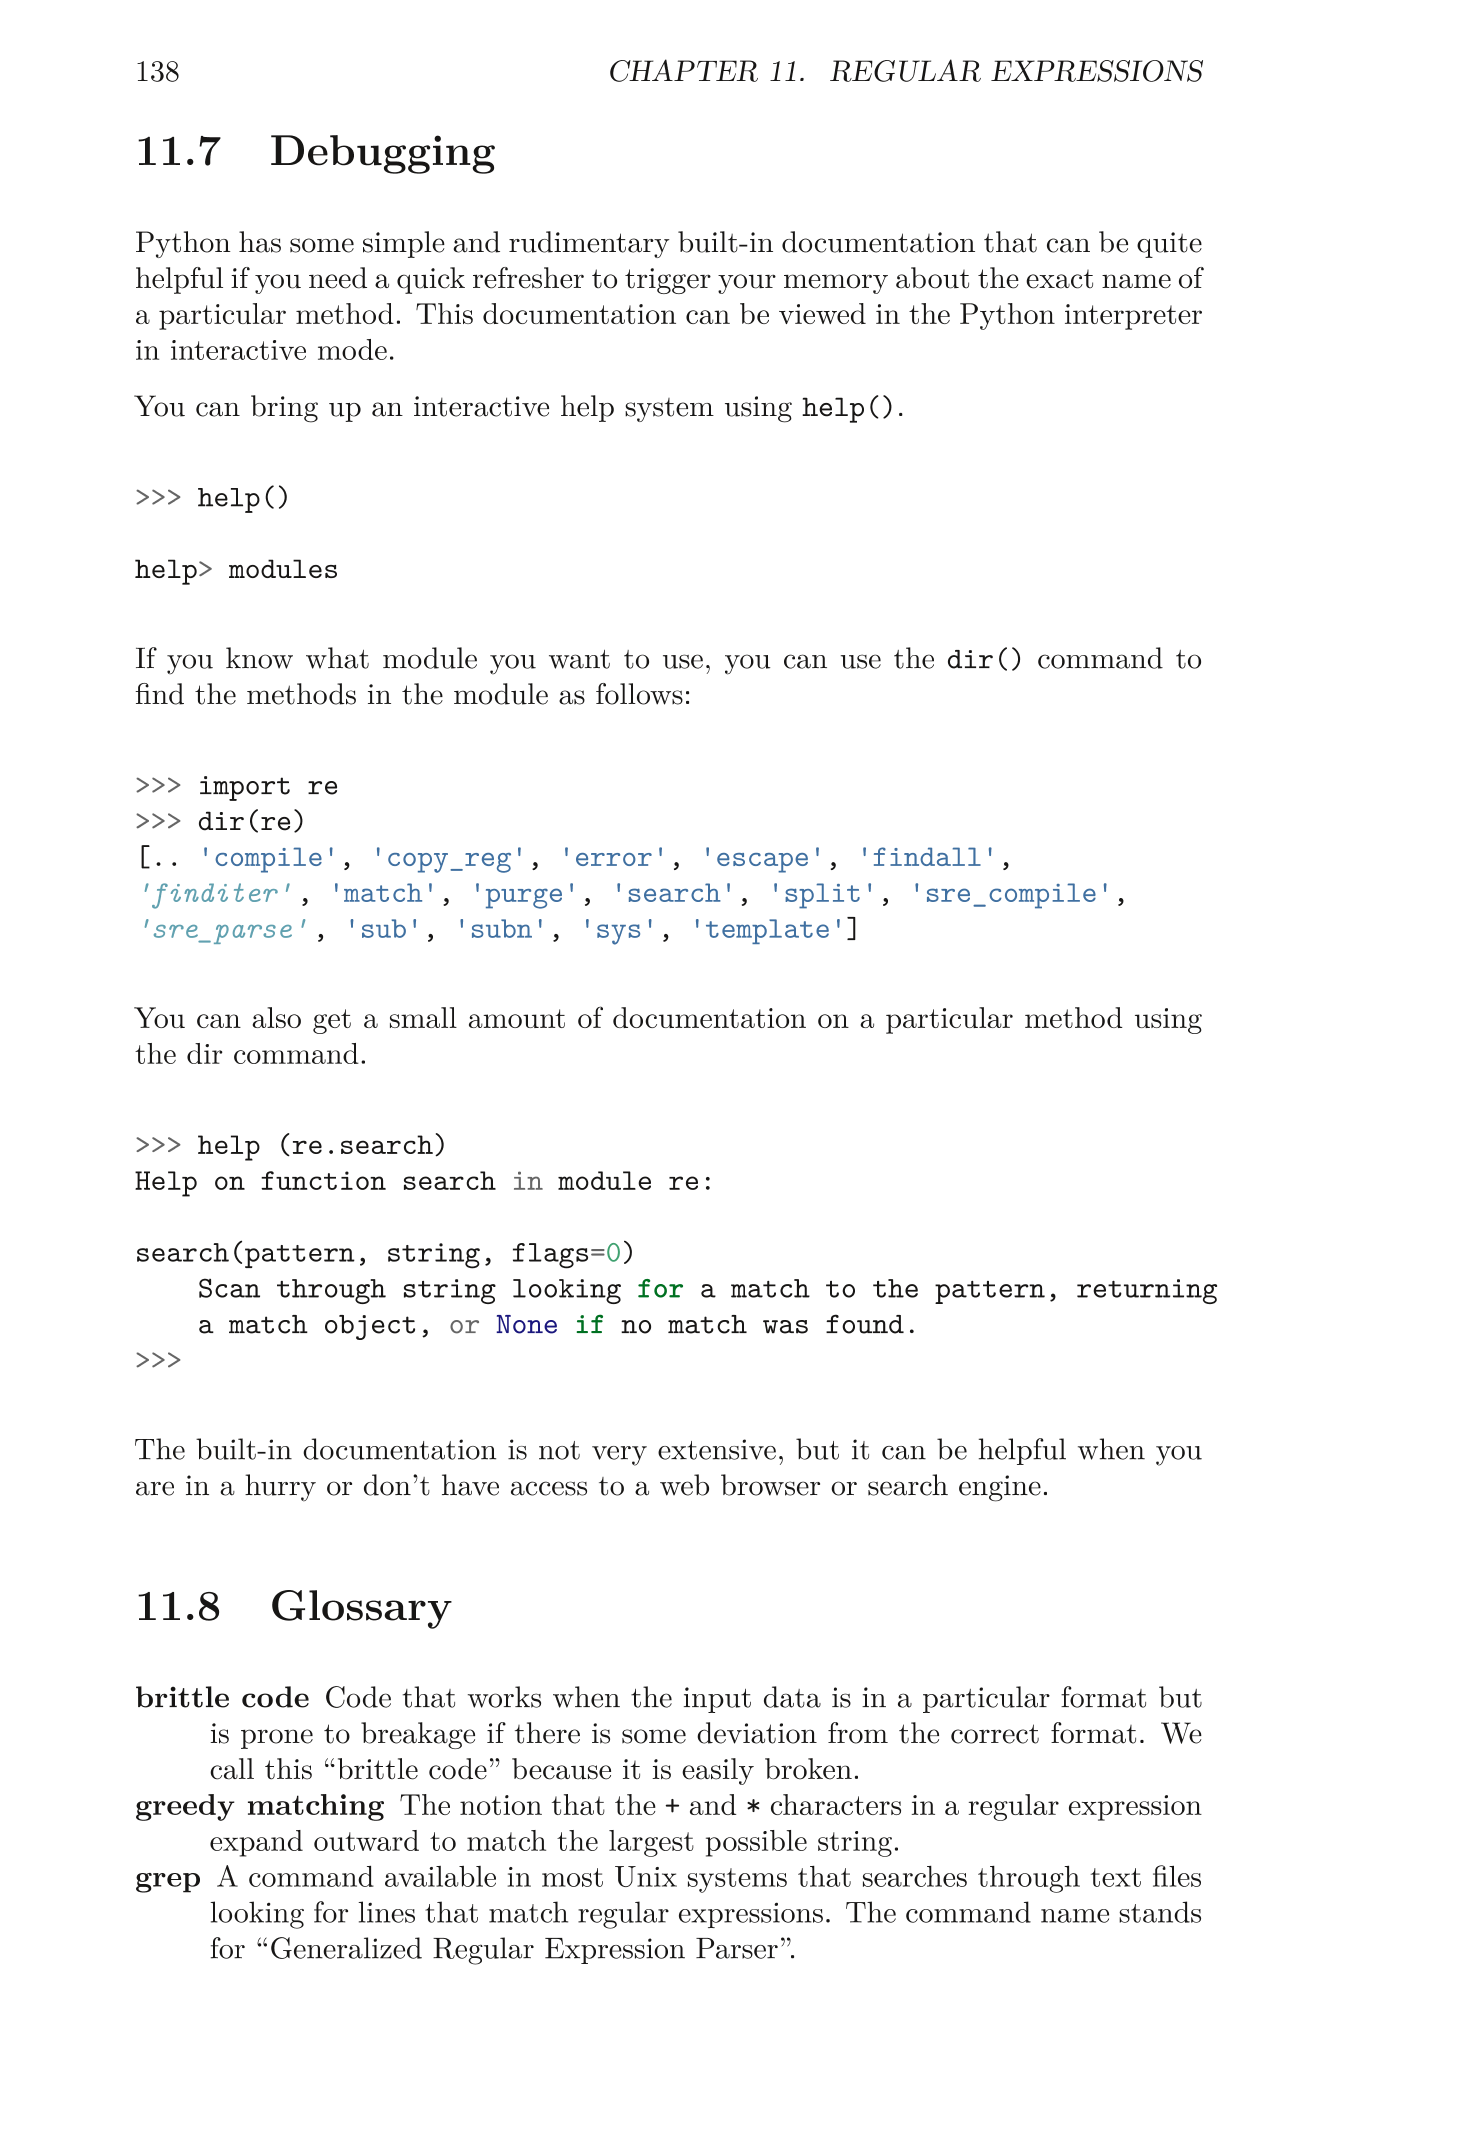 138 CHAPTER 11. REGULAR EXPRESSIONS
11.7 Debugging
Python has some simple and rudimentary built-in documentation that can be quite
helpful if you need a quick refresher to trigger your memory about the exact name of
a particular method. This documentation can be viewed in the Python interpreter
in interactive mode.
You can bring up an interactive help system using help().
>>> help()
help> modules
If you know what module you want to use, you can use the dir() command to
find the methods in the module as follows:
>>> import re
>>> dir(re)
[.. 'compile', 'copy_reg', 'error', 'escape', 'findall',
'finditer', 'match', 'purge', 'search', 'split', 'sre_compile',
'sre_parse', 'sub', 'subn', 'sys', 'template']
You can also get a small amount of documentation on a particular method using
the dir command.
>>> help (re.search)
Help on function search in module re:
search(pattern, string, flags=0)
    Scan through string looking for a match to the pattern, returning
    a match object, or None if no match was found.
>>>
The built-in documentation is not very extensive, but it can be helpful when you
are in a hurry or don’t have access to a web browser or search engine.
11.8 Glossary
brittle code Code that works when the input data is in a particular format but
is prone to breakage if there is some deviation from the correct format. We
call this “brittle code” because it is easily broken.
greedy matching The notion that the + and * characters in a regular expression
expand outward to match the largest possible string.
grep A command available in most Unix systems that searches through text files
looking for lines that match regular expressions. The command name stands
for “Generalized Regular Expression Parser”.